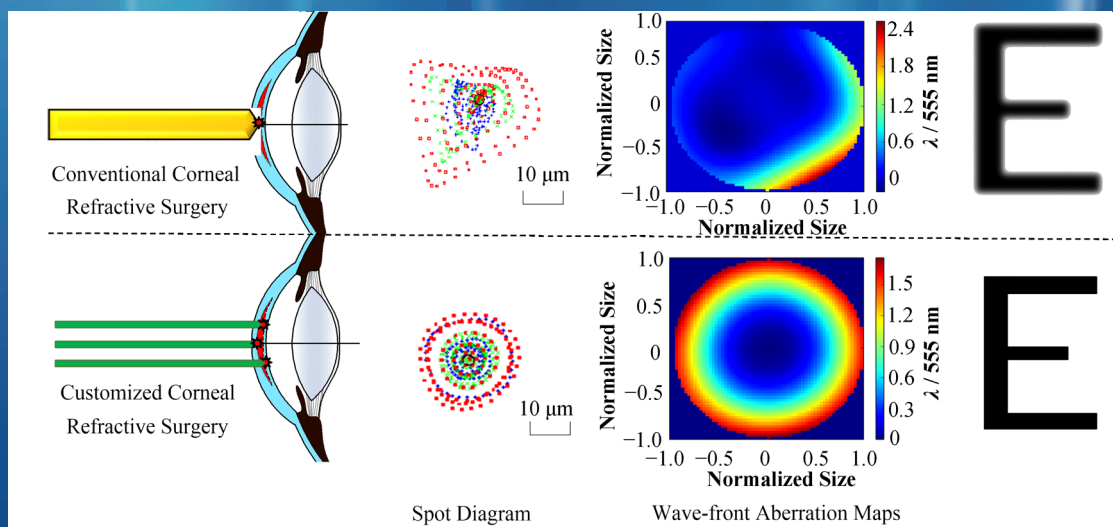 Conventional Corneal
Refractive Surgery
10 μm
Normalized Size
1.0
0.5
0
−0.5
−1.0
−1.0 −0.5 0 0.5 1.0
Normalized Size
2.4
1.8
1.2
0.6
0
λ / 555 nm
E
Customized Corneal
Refractive Surgery
10 μm
Normalized Size
1.0
0.5
0
−0.5
−1.0
−1.0 −0.5 0 0.5 1.0
Normalized Size
1.5
1.2
0.9
0.6
0.3
0
λ / 555 nm
E
Spot Diagram
Wave-front Aberration Maps